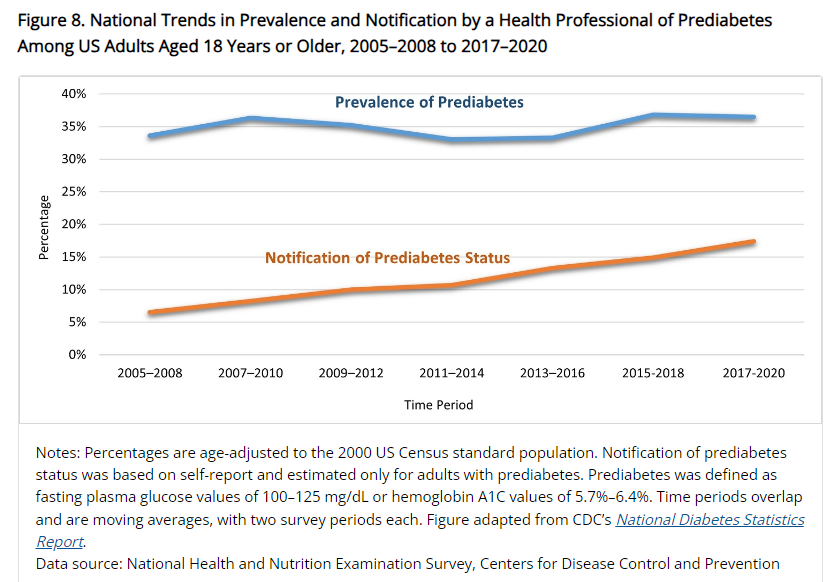 Figure 8. National Trends in Prevalence and Notification by a Health Professional of Prediabetes
Among US Adults Aged 18 Years or Older, 2005–2008 to 2017–2020
40%
Prevalence of Prediabetes
35%
30%
25%
20%
Percentage
Notification of Prediabetes Status
15%
10%
5%
0%
2005–2008 2007–2010 2009–2012 2011–2014 2013–2016 2015-2018 2017-2020
Time Period
Notes: Percentages are age-adjusted to the 2000 US Census standard population. Notification of prediabetes
status was based on self-report and estimated only for adults with prediabetes. Prediabetes was defined as
fasting plasma glucose values of 100–125 mg/dL or hemoglobin A1C values of 5.7%–6.4%. Time periods overlap
and are moving averages, with two survey periods each. Figure adapted from CDC’s National Diabetes Statistics
Report.
Data source: National Health and Nutrition Examination Survey, Centers for Disease Control and Prevention